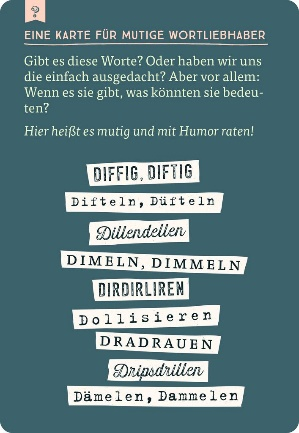 ?
EINE KARTE FÜR MUTIGE WORTLIEBHABER
Gibt es diese Worte? Oder haben wir uns
die einfach ausgedacht? Aber vor allem:
Wenn es sie gibt, was könnten sie bedeu-
ten?
Hier heißt es mutig und mit Humor raten!
DIFFIG, DIFTIG
Difteln, Düfteln
Dillendellen
DIMELN, DIMMELN
DIRDIRLIREN
Dollisieren
DRADRAUEN
Dripsdrillen
Dämelen, Dammelen